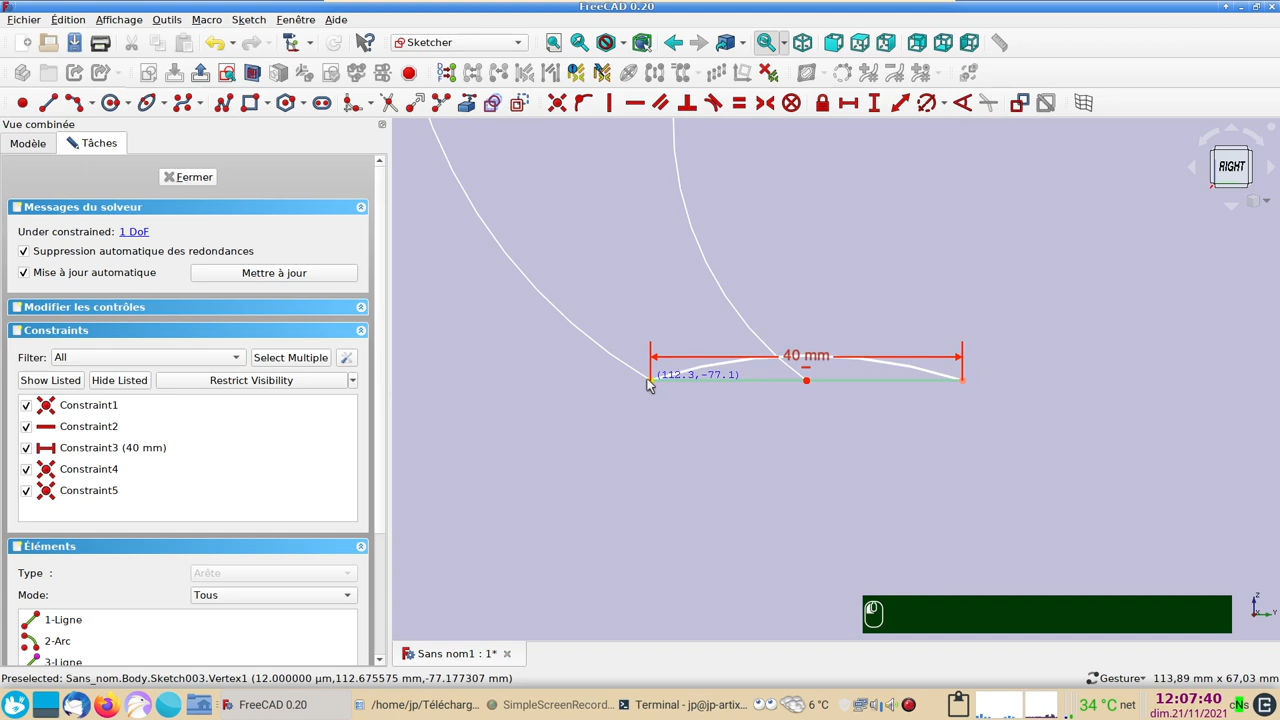 FreeCAD 0.20
Fichier Édition Affichage Outils Macro Sketch Fenêtre Aide
Sketcher
Vue combinée
Modèle Tâches
Fermer
Messages du solveur
Under constrained: 1 DoF
Suppression automatique des redondances
Mise à jour automatique Mettre à jour
Modifier les contrôles
Constraints
Filter: All Select Multiple
Show Listed Hide Listed Restrict Visibility
Constraint1
Constraint2
Constraint3 (40 mm)
Constraint4
Constraint5
Éléments
Type : Arête
Mode: Tous
1-Ligne
2-Arc
3-Ligne
RIGHT
40 mm
(112.3,-77.1)
Z
Y
Sans nom1 : 1*
Preselected: Sans_nom.Body.Sketch003.Vertex1 (12.000000 µm,112.675575 mm,-77.177307 mm)
Gesture 113,89 mm x 67,03 mm
FreeCAD 0.20 /home/jp/Télécharg... SimpleScreenRecord... Terminal - jp@jp-artix... 6 °C 34 °C net 12:07:40
dim.21/11/2021